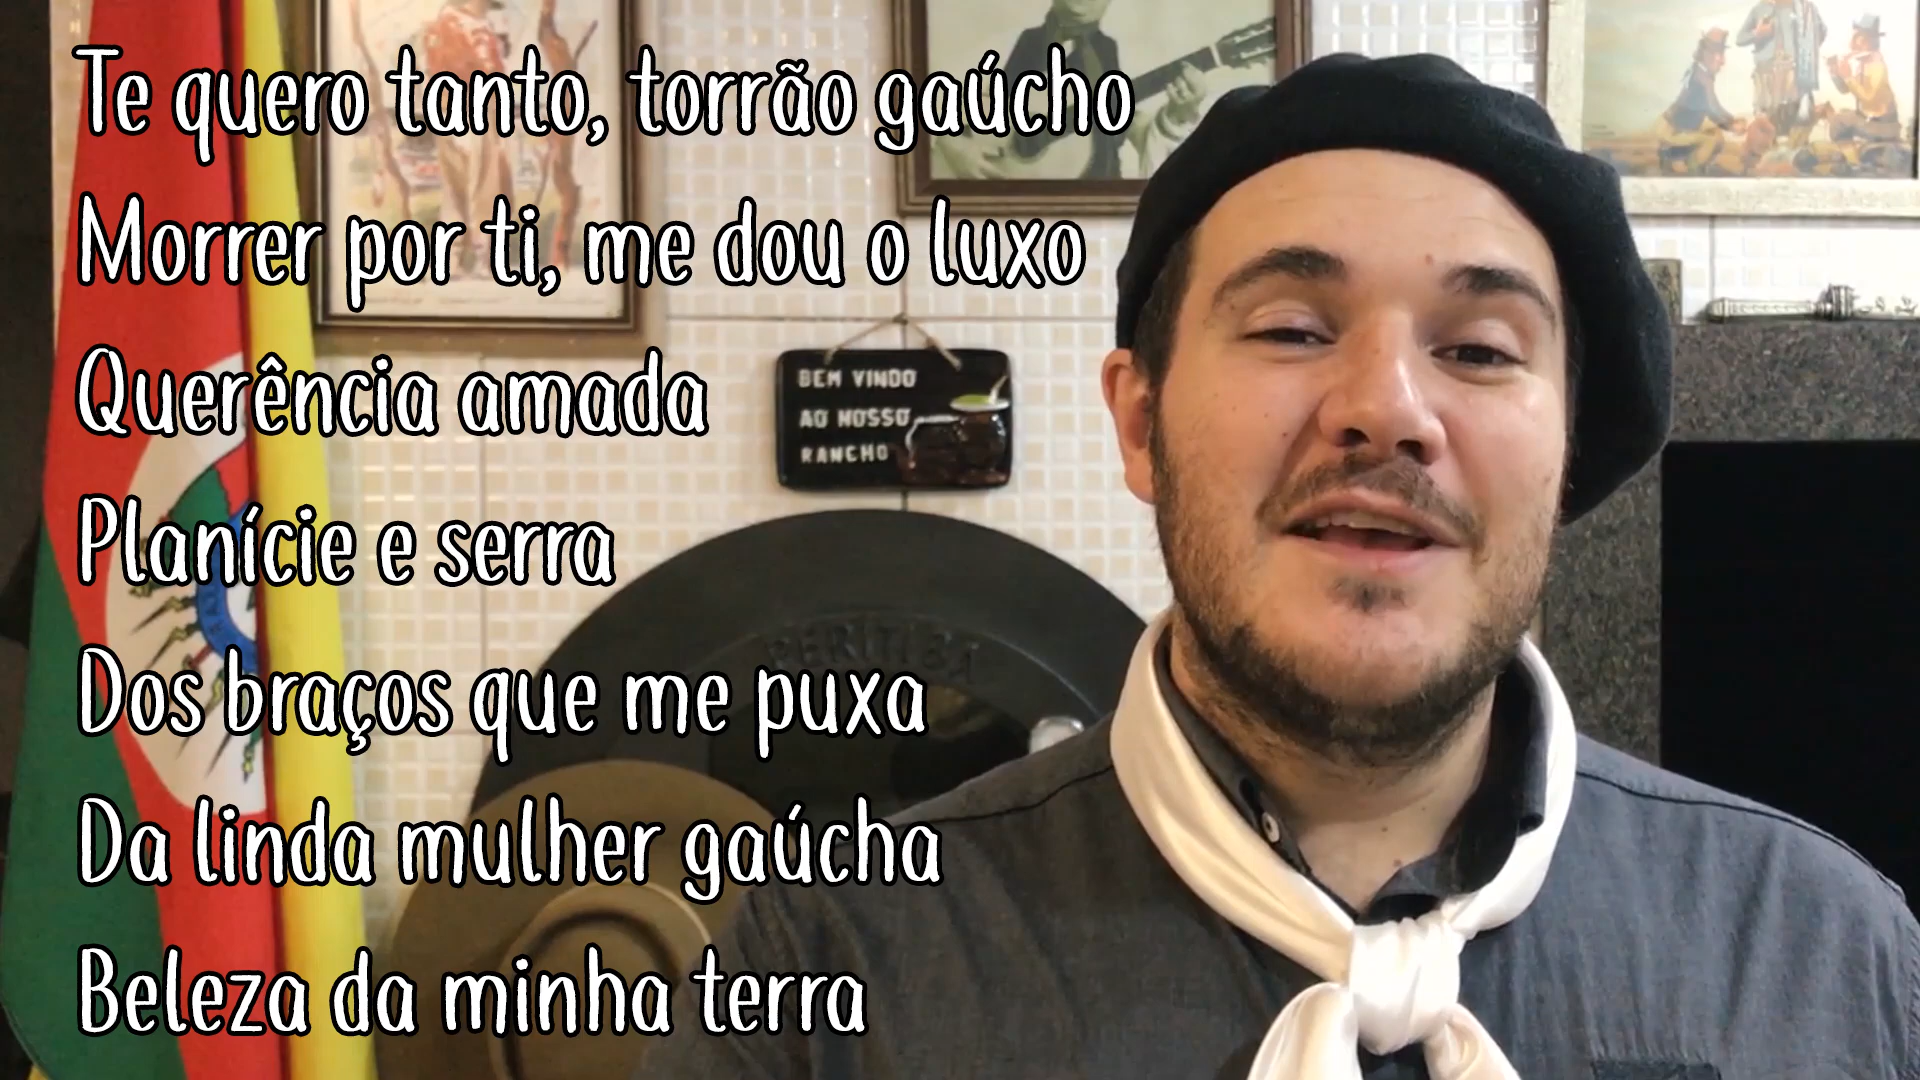 Te quero tanto, torrão gaúcho
Morrer por ti, me dou o luxo
Querência amada
Planície e serra
Dos braços que me puxa
Da linda mulher gaúcha
Beleza da minha terra
BEM VINDO
AO NOSSO
RANCHO